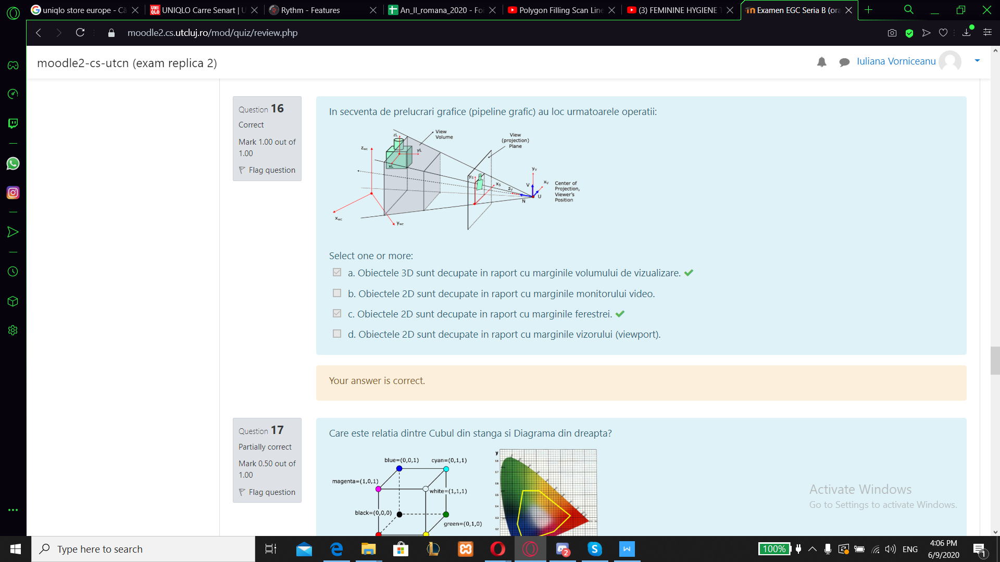 uniqlo store europe - Că
UNIQLO Carre Senart | U
Rythm - Features
An_II_romana_2020 - Foi
Polygon Filling Scan Line
(3) FEMININE HYGIENE T
Examen EGC Seria B (ora
moodle2.cs.utcluj.ro/mod/quiz/review.php
moodle2-cs-utcn (exam replica 2)
Iuliana Vorniceanu
Question 16
Correct
Mark 1.00 out of
1.00
Flag question
In secventa de prelucrari grafice (pipeline grafic) au loc urmatoarele operatii:
View
Volume
View
(projection)
Plane
zL
yL
xL
zwc
xwc
ywc
ys
xs
zv
yv
xv
V
U
N
Center of
Projection,
Viewer's
Position
Select one or more:
a. Obiectele 3D sunt decupate in raport cu marginile volumului de vizualizare.
b. Obiectele 2D sunt decupate in raport cu marginile monitorului video.
c. Obiectele 2D sunt decupate in raport cu marginile ferestrei.
d. Obiectele 2D sunt decupate in raport cu marginile vizorului (viewport).
Your answer is correct.
Question 17
Partially correct
Mark 0.50 out of
1.00
Flag question
Care este relatia dintre Cubul din stanga si Diagrama din dreapta?
blue=(0,0,1)
cyan=(0,1,1)
magenta=(1,0,1)
white=(1,1,1)
black=(0,0,0)
green=(0,1,0)
y
Activate Windows
Go to Settings to activate Windows.
Type here to search
2
100%
ENG
4:06 PM
6/9/2020
1